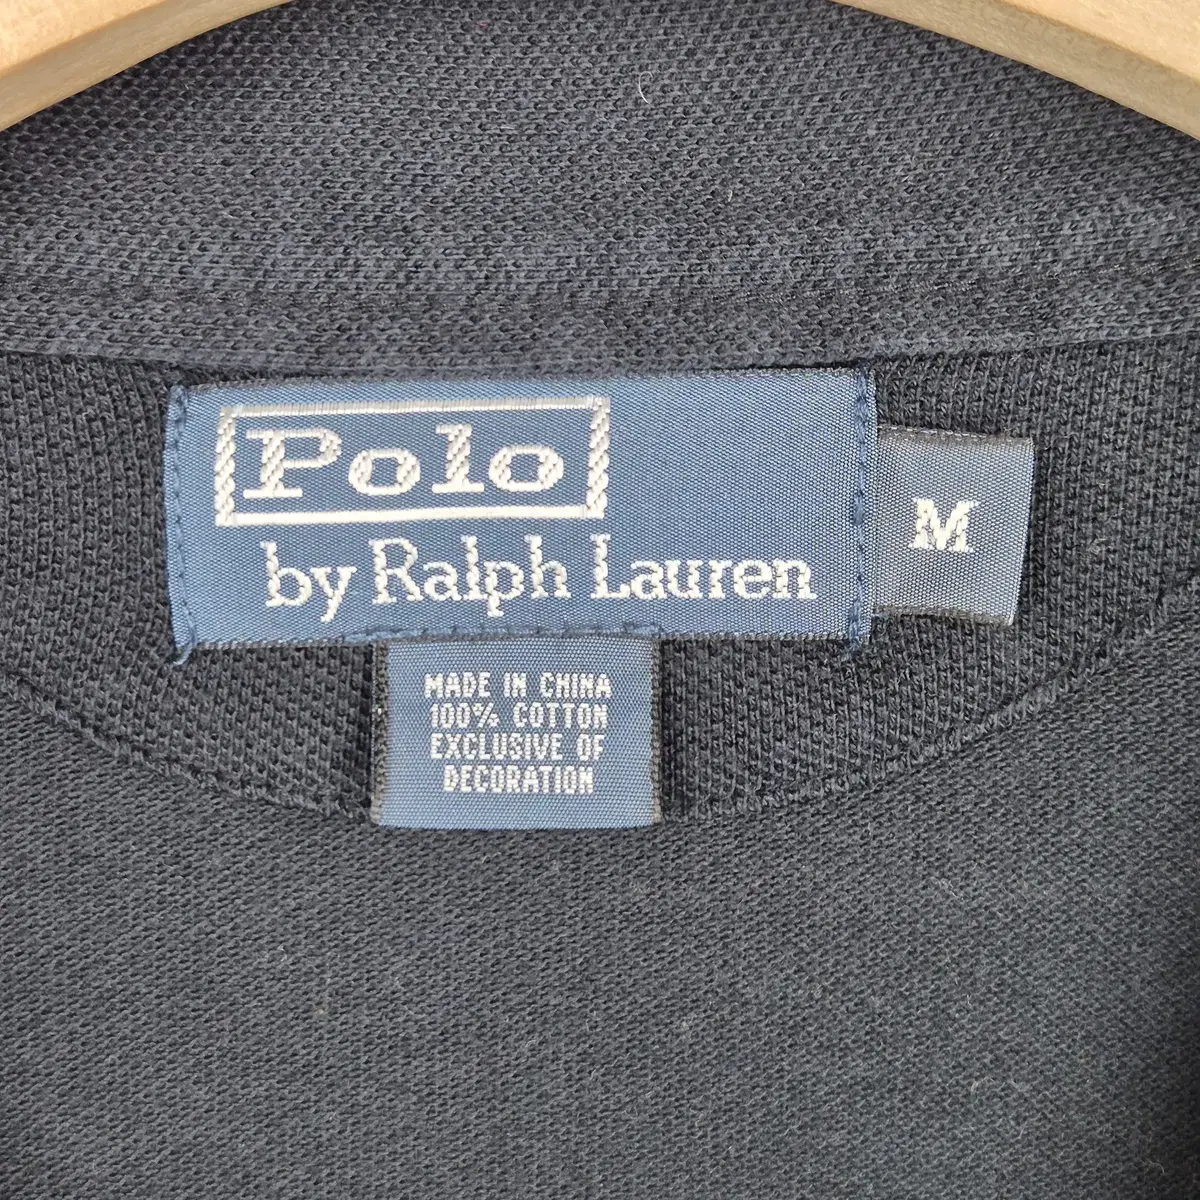 Polo
by Ralph Lauren
M
MADE IN CHINA
100% COTTON
EXCLUSIVE OF
DECORATION